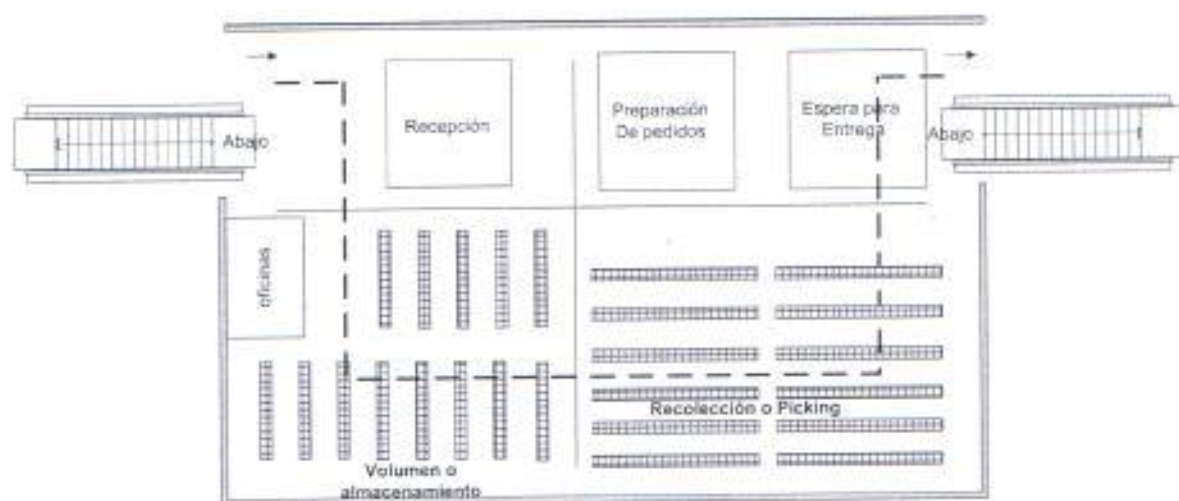 Recepción
Preparación
De pedidos
Espera para
Entrega
Abajo
Abajo
oficinas
Recolección o Picking
Volumen o
almacenamiento